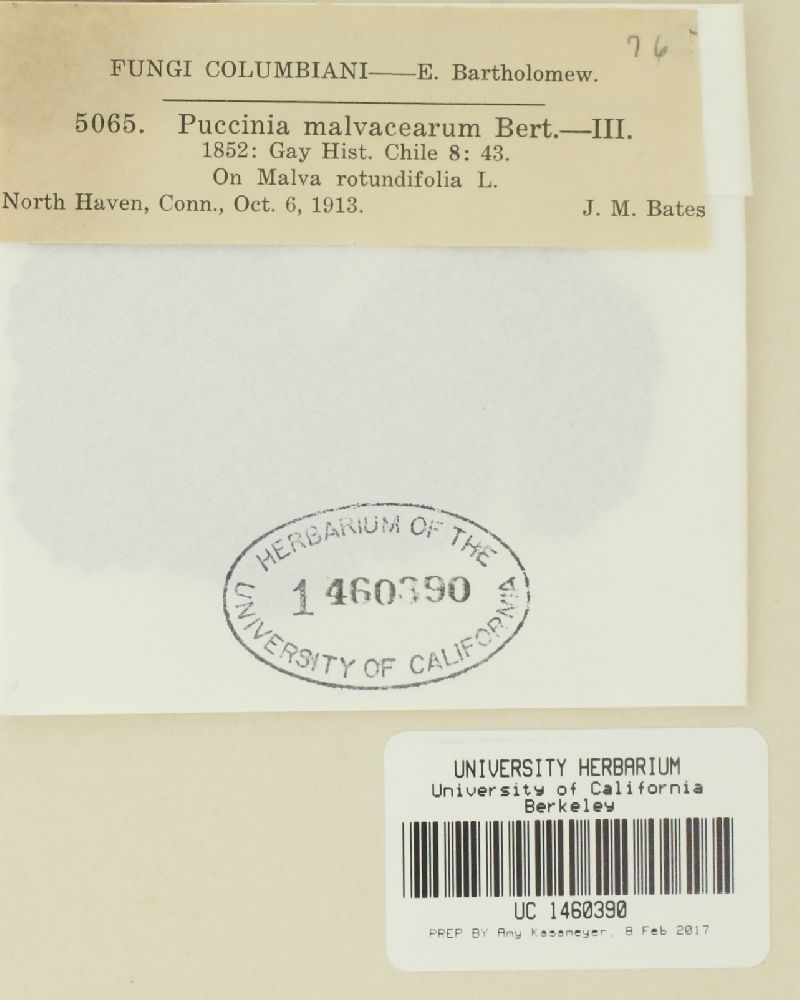 76
FUNGI COLUMBIANI——E. Bartholomew.
5065. Puccinia malvacearum Bert.—III.
1852: Gay Hist. Chile 8: 43.
On Malva rotundifolia L.
North Haven, Conn., Oct. 6, 1913. J. M. Bates
HERBARIUM OF THE
1460390
UNIVERSITY OF CALIFORNIA
UNIVERSITY HERBARIUM
University of California
Berkeley
UC 1460390
PREP BY Amy Kasameyer, 8 Feb 2017